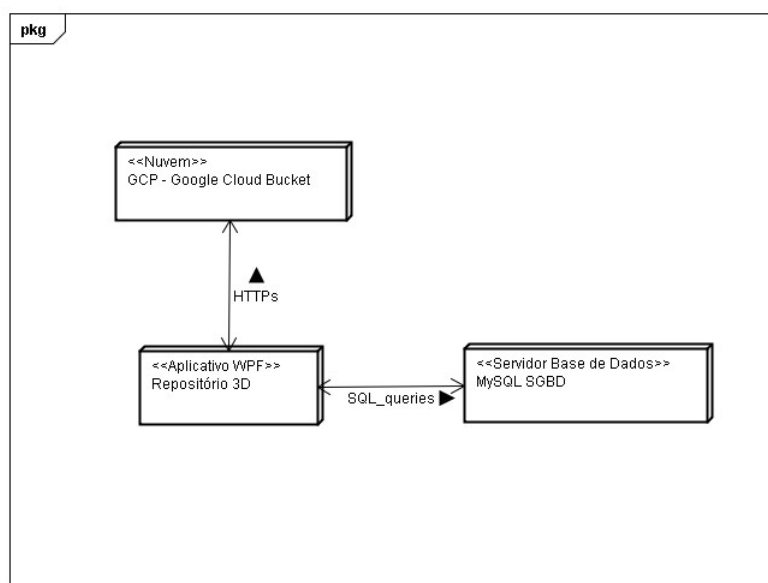 pkg
<<Nuvem>>
GCP - Google Cloud Bucket
HTTPs
<<Aplicativo WPF>>
Repositório 3D
SQL_queries
<<Servidor Base de Dados>>
MySQL SGBD